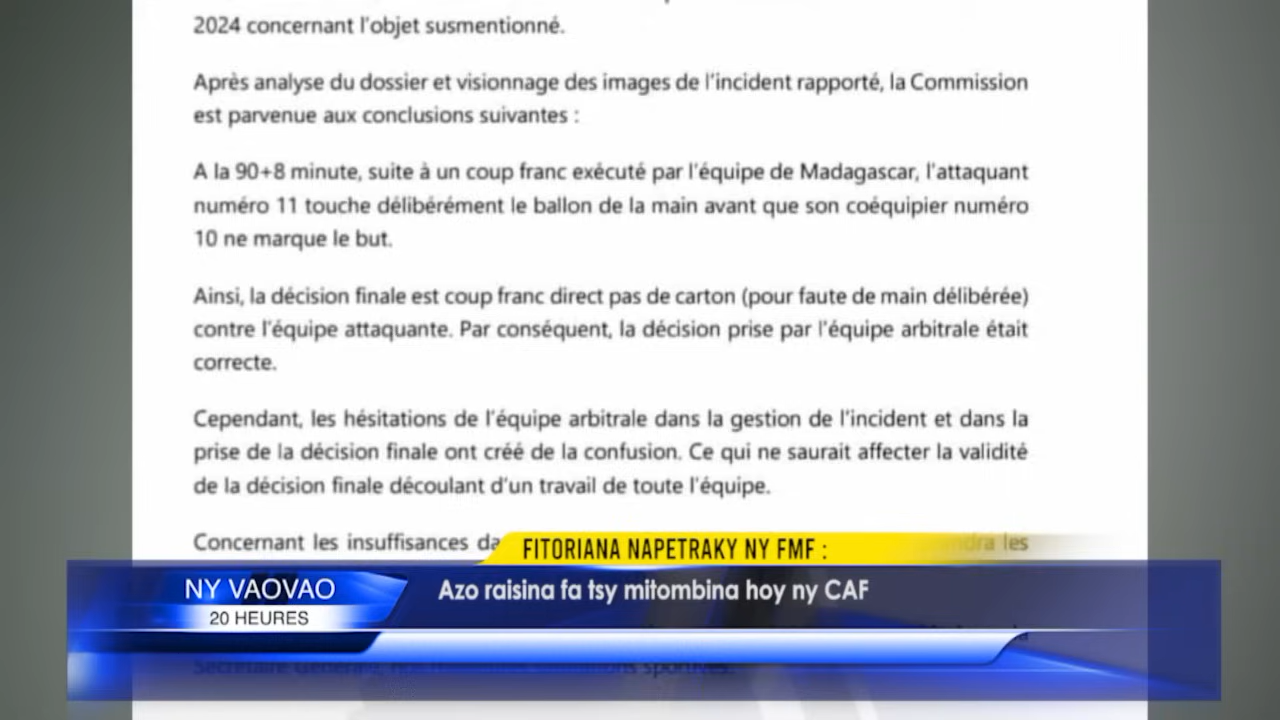 2024 concernant l'objet susmentionné.
Après analyse du dossier et visionnage des images de l'incident rapporté, la Commission
est parvenue aux conclusions suivantes :
A la 90+8 minute, suite à un coup franc exécuté par l'équipe de Madagascar, l'attaquant
numéro 11 touche délibérément le ballon de la main avant que son coéquipier numéro
10 ne marque le but.
Ainsi, la décision finale est coup franc direct pas de carton (pour faute de main délibérée)
contre l'équipe attaquante. Par conséquent, la décision prise par l'équipe arbitrale était
correcte.
Cependant, les hésitations de l'équipe arbitrale dans la gestion de l'incident et dans la
prise de la décision finale ont créé de la confusion. Ce qui ne saurait affecter la validité
de la décision finale découlant d'un travail de toute l'équipe.
Concernant les insuffisances les
FITORIANA NAPETRAKY NY FMF :
NY VAOVAO
20 HEURES
Azo raisina fa tsy mitombina hoy ny CAF